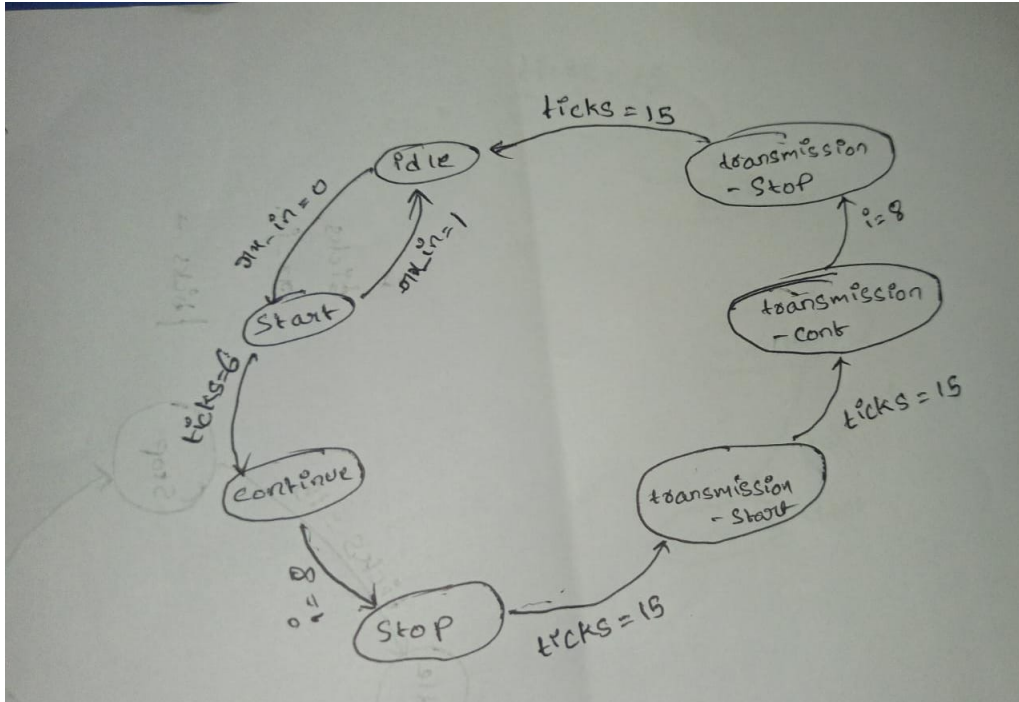 ticks = 15
idle
transmission
- Stop
rx_in = 0
rx_in = 1
i = 8
Start
transmission
- cont
ticks = 6
ticks = 15
continue
transmission
- Start
i = 8
Stop
ticks = 15